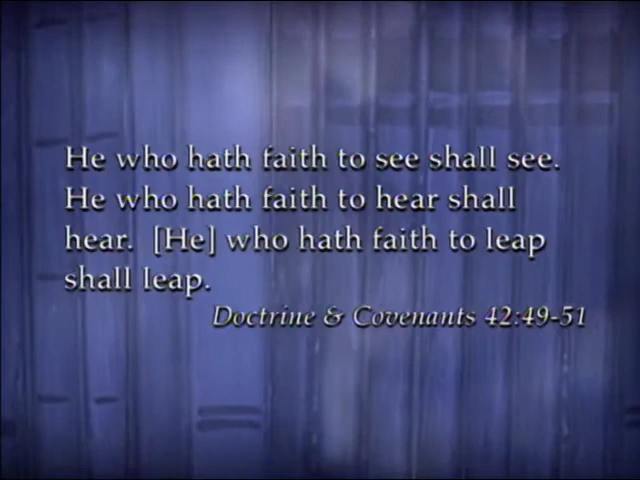 He who hath faith to see shall see.
He who hath faith to hear shall
hear. [He] who hath faith to leap
shall leap.
Doctrine & Covenants 42:49-51